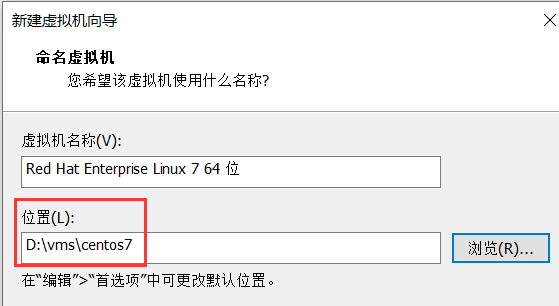 新建虚拟机向导
命名虚拟机
您希望该虚拟机使用什么名称?
虚拟机名称(V):
Red Hat Enterprise Linux 7 64 位
位置(L):
D:\vms\centos7
浏览(R)...
在“编辑”>“首选项”中可更改默认位置。